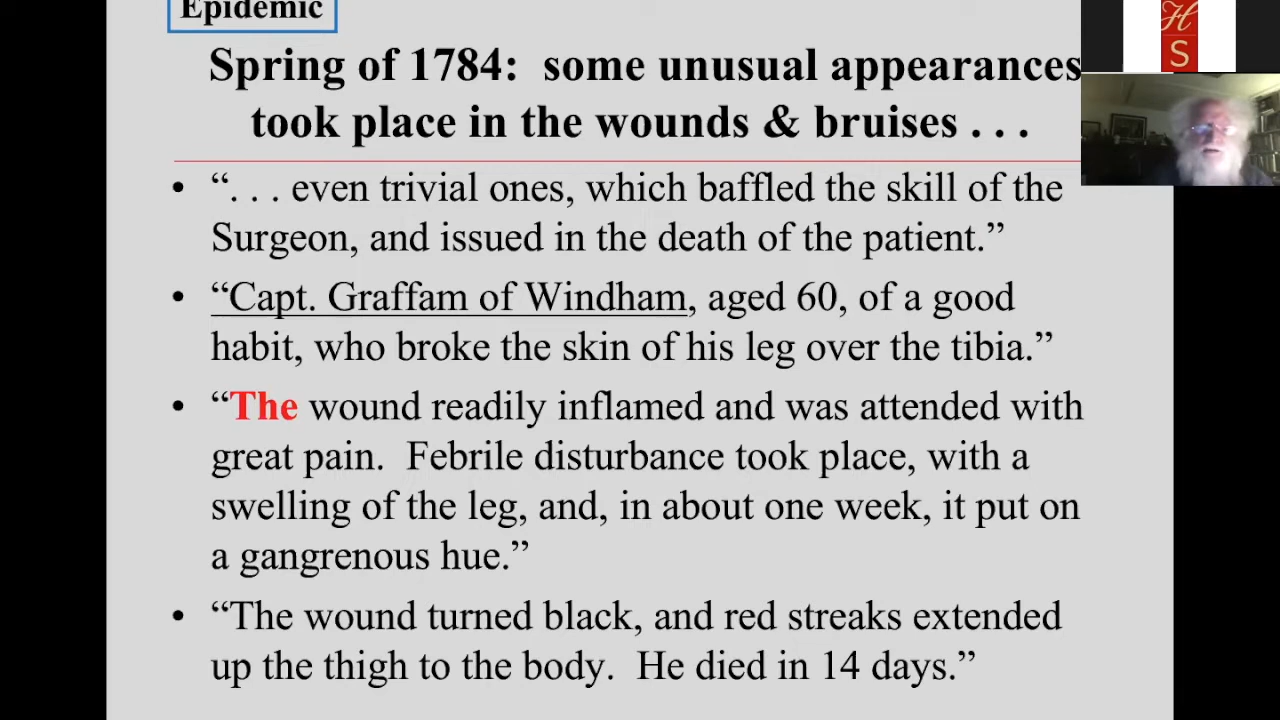 Epidemic
Spring of 1784: some unusual appearances
took place in the wounds & bruises . . .
• “. . . even trivial ones, which baffled the skill of the
Surgeon, and issued in the death of the patient.”
• “Capt. Graffam of Windham, aged 60, of a good
habit, who broke the skin of his leg over the tibia.”
• “The wound readily inflamed and was attended with
great pain. Febrile disturbance took place, with a
swelling of the leg, and, in about one week, it put on
a gangrenous hue.”
• “The wound turned black, and red streaks extended
up the thigh to the body. He died in 14 days.”
H
S